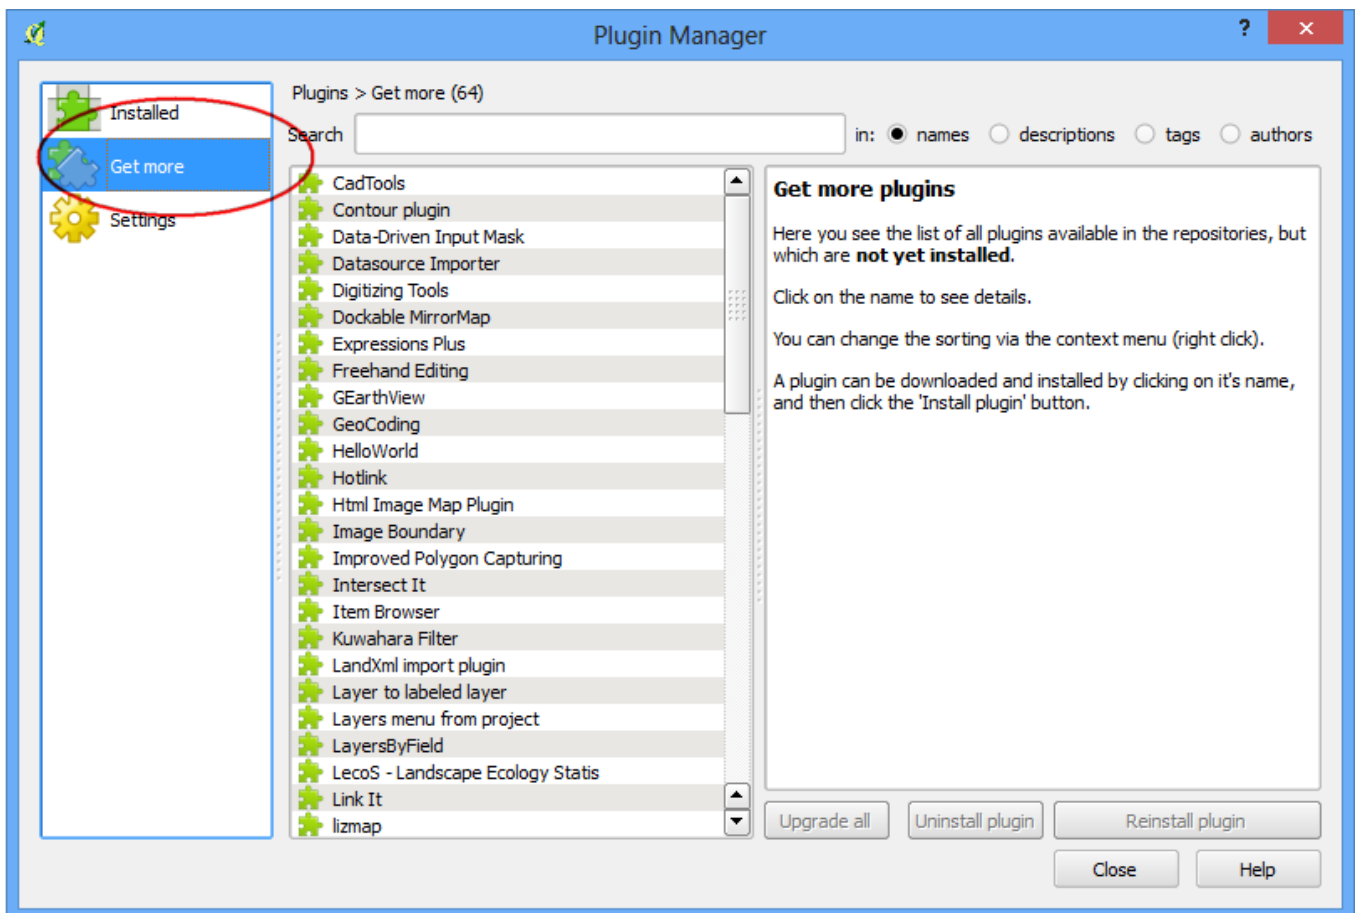 Plugin Manager
?
Installed
Get more
Settings
Plugins > Get more (64)
Search
in: names descriptions tags authors
CadTools
Contour plugin
Data-Driven Input Mask
Datasource Importer
Digitizing Tools
Dockable MirrorMap
Expressions Plus
Freehand Editing
GEarthView
GeoCoding
HelloWorld
Hotlink
Html Image Map Plugin
Image Boundary
Improved Polygon Capturing
Intersect It
Item Browser
Kuwahara Filter
LandXml import plugin
Layer to labeled layer
Layers menu from project
LayersByField
LecoS - Landscape Ecology Statis
Link It
lizmap
Get more plugins
Here you see the list of all plugins available in the repositories, but
which are not yet installed.
Click on the name to see details.
You can change the sorting via the context menu (right click).
A plugin can be downloaded and installed by clicking on it's name,
and then click the 'Install plugin' button.
Upgrade all
Uninstall plugin
Reinstall plugin
Close
Help